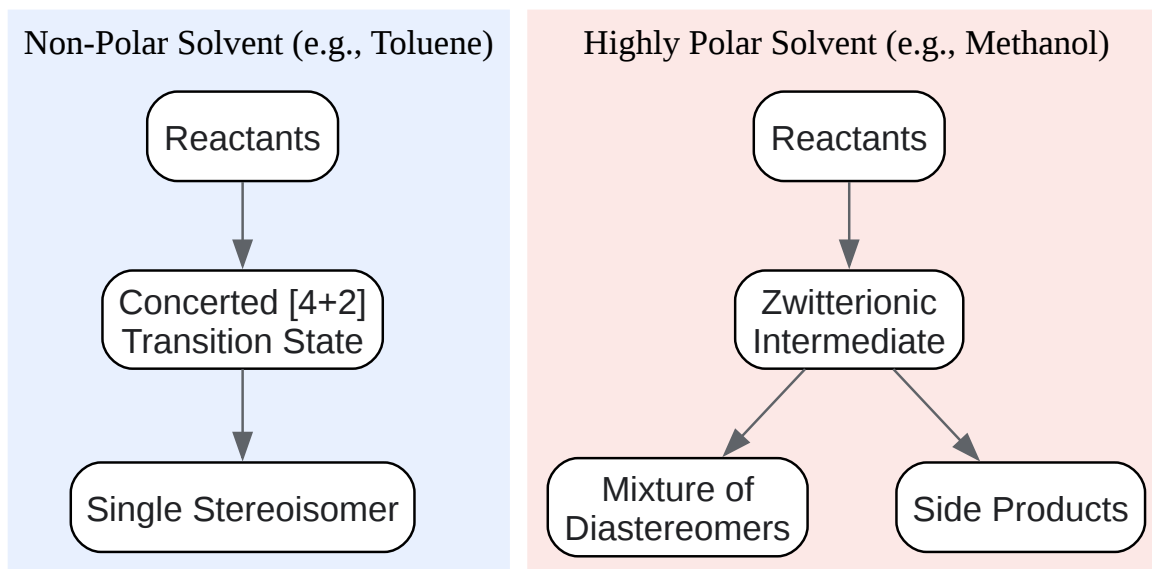 Non-Polar Solvent (e.g., Toluene)
Reactants
Concerted [4+2]
Transition State
Single Stereoisomer
Highly Polar Solvent (e.g., Methanol)
Reactants
Zwitterionic
Intermediate
Mixture of
Diastereomers
Side Products